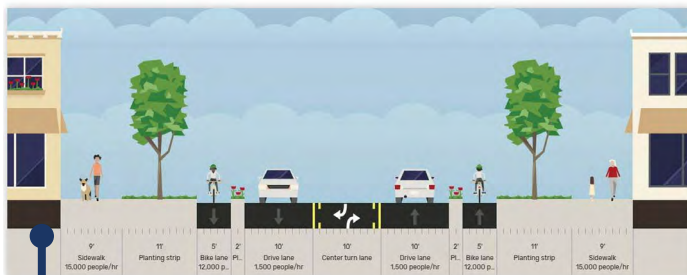 9' 11' 5' 2' 10' 10' 10' 2' 5' 11' 9'
Sidewalk Planting strip Bike lane Pl... Drive lane Center turn lane Drive lane Pl... Bike lane Planting strip Sidewalk
15,000 people/hr 12,000 p... 1,500 people/hr 1,500 people/hr 12,000 p... 15,000 people/hr